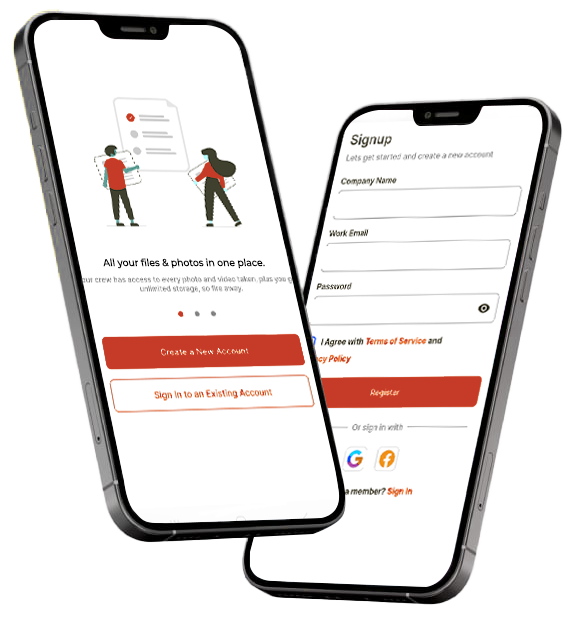 All your files & photos in one place.
our crew has access to every photo and video taken, plus you g
unlimited storage, so fire away.
Create a New Account
Sign in to an Existing Account
Signup
Lets get started and create a new account
Company Name
Work Email
Password
I Agree with Terms of Service and
cy Policy
Register
Or sign in with
a member? Sign In